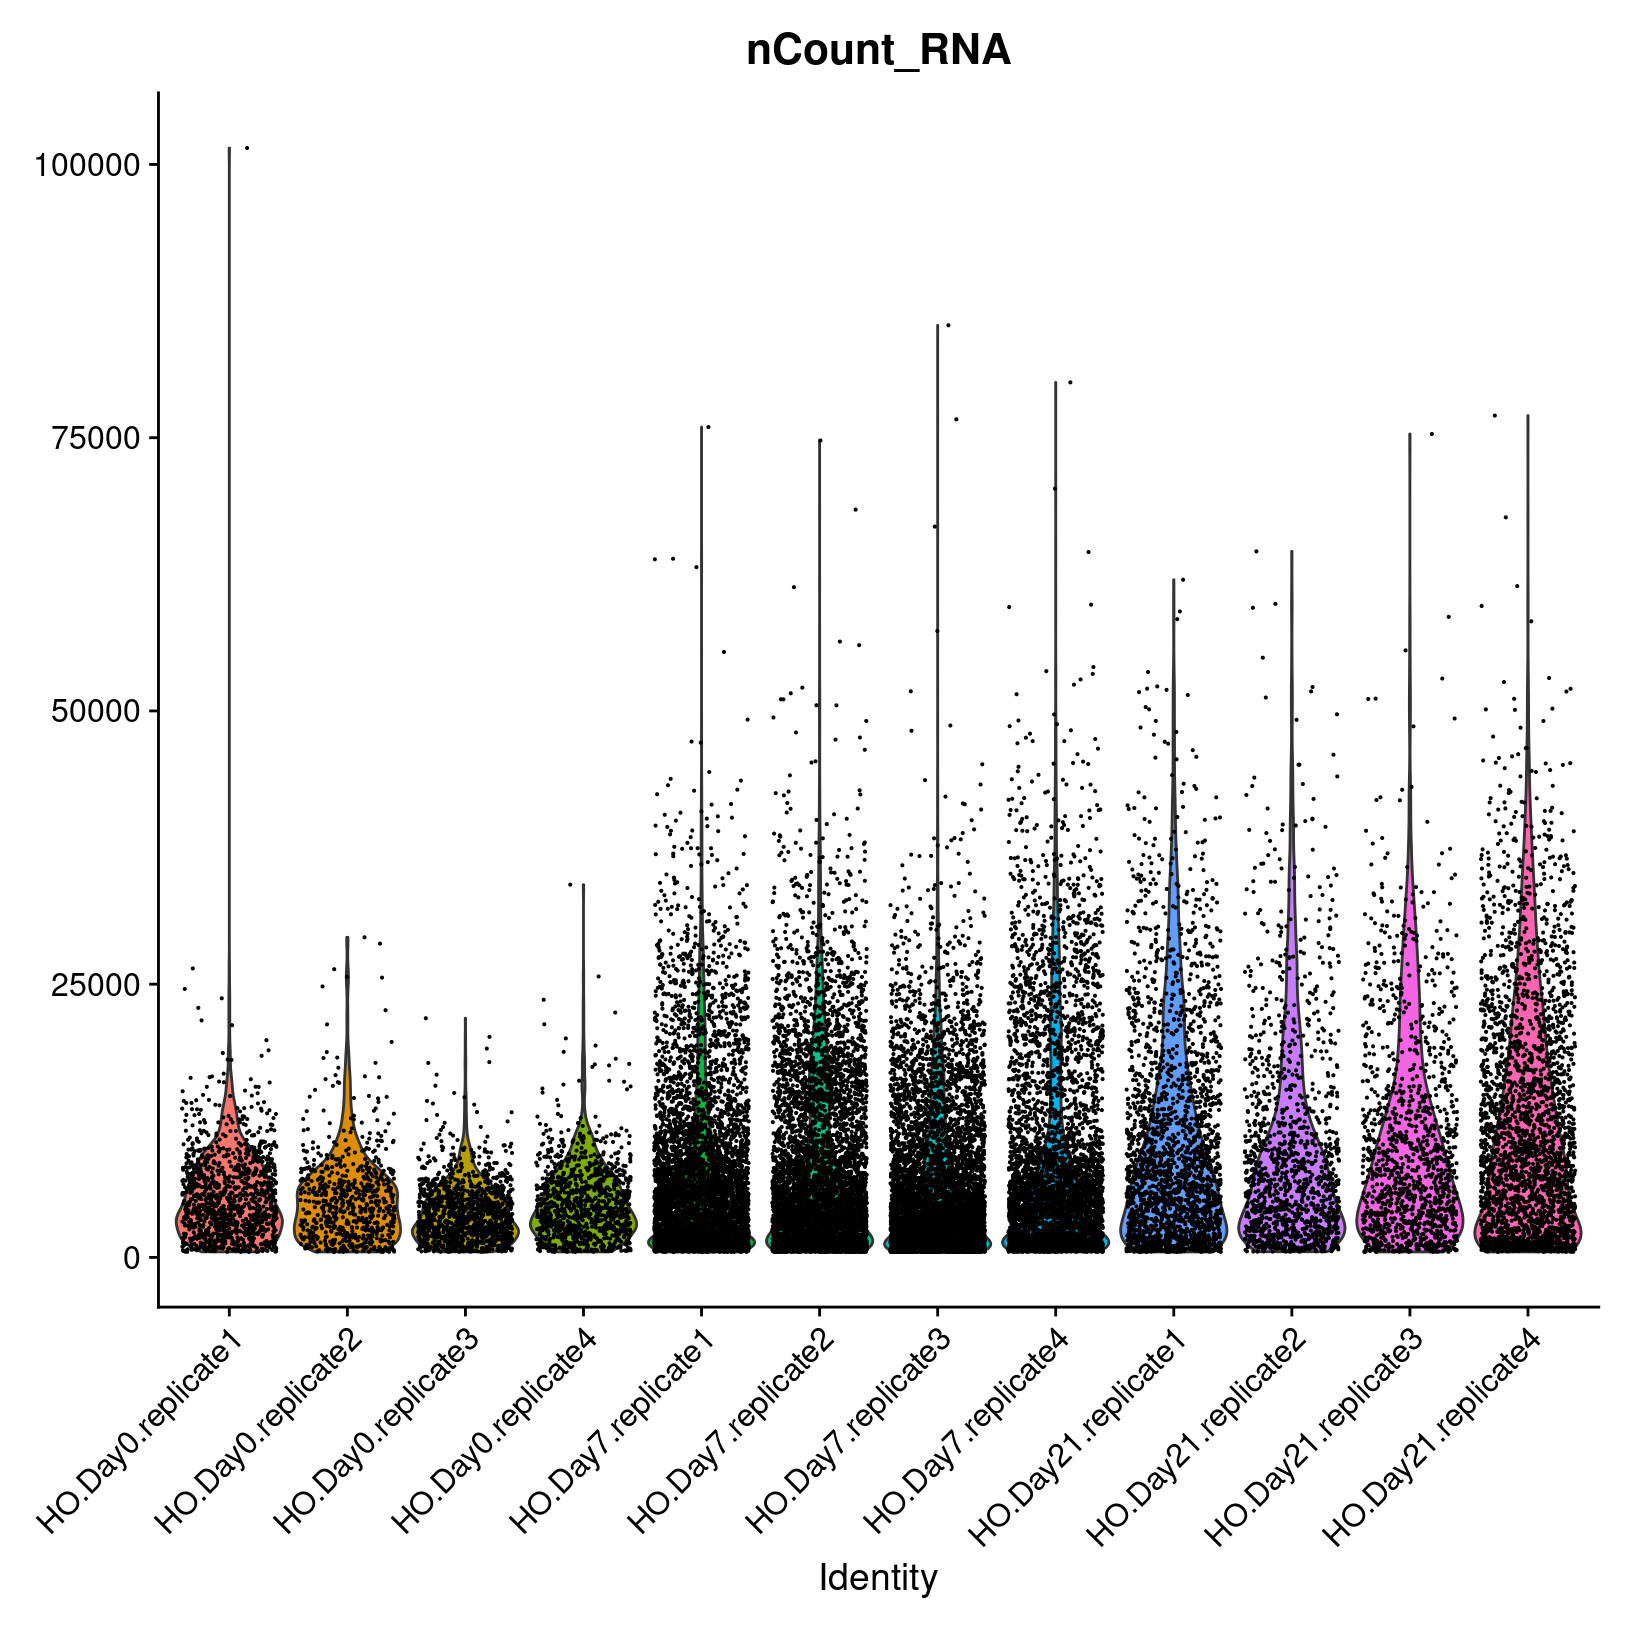 nCount_RNA
100000
75000
50000
25000
0
HO.Day0.replicate1
HO.Day0.replicate2
HO.Day0.replicate3
HO.Day0.replicate4
HO.Day7.replicate1
HO.Day7.replicate2
HO.Day7.replicate3
HO.Day7.replicate4
HO.Day21.replicate1
HO.Day21.replicate2
HO.Day21.replicate3
HO.Day21.replicate4
Identity